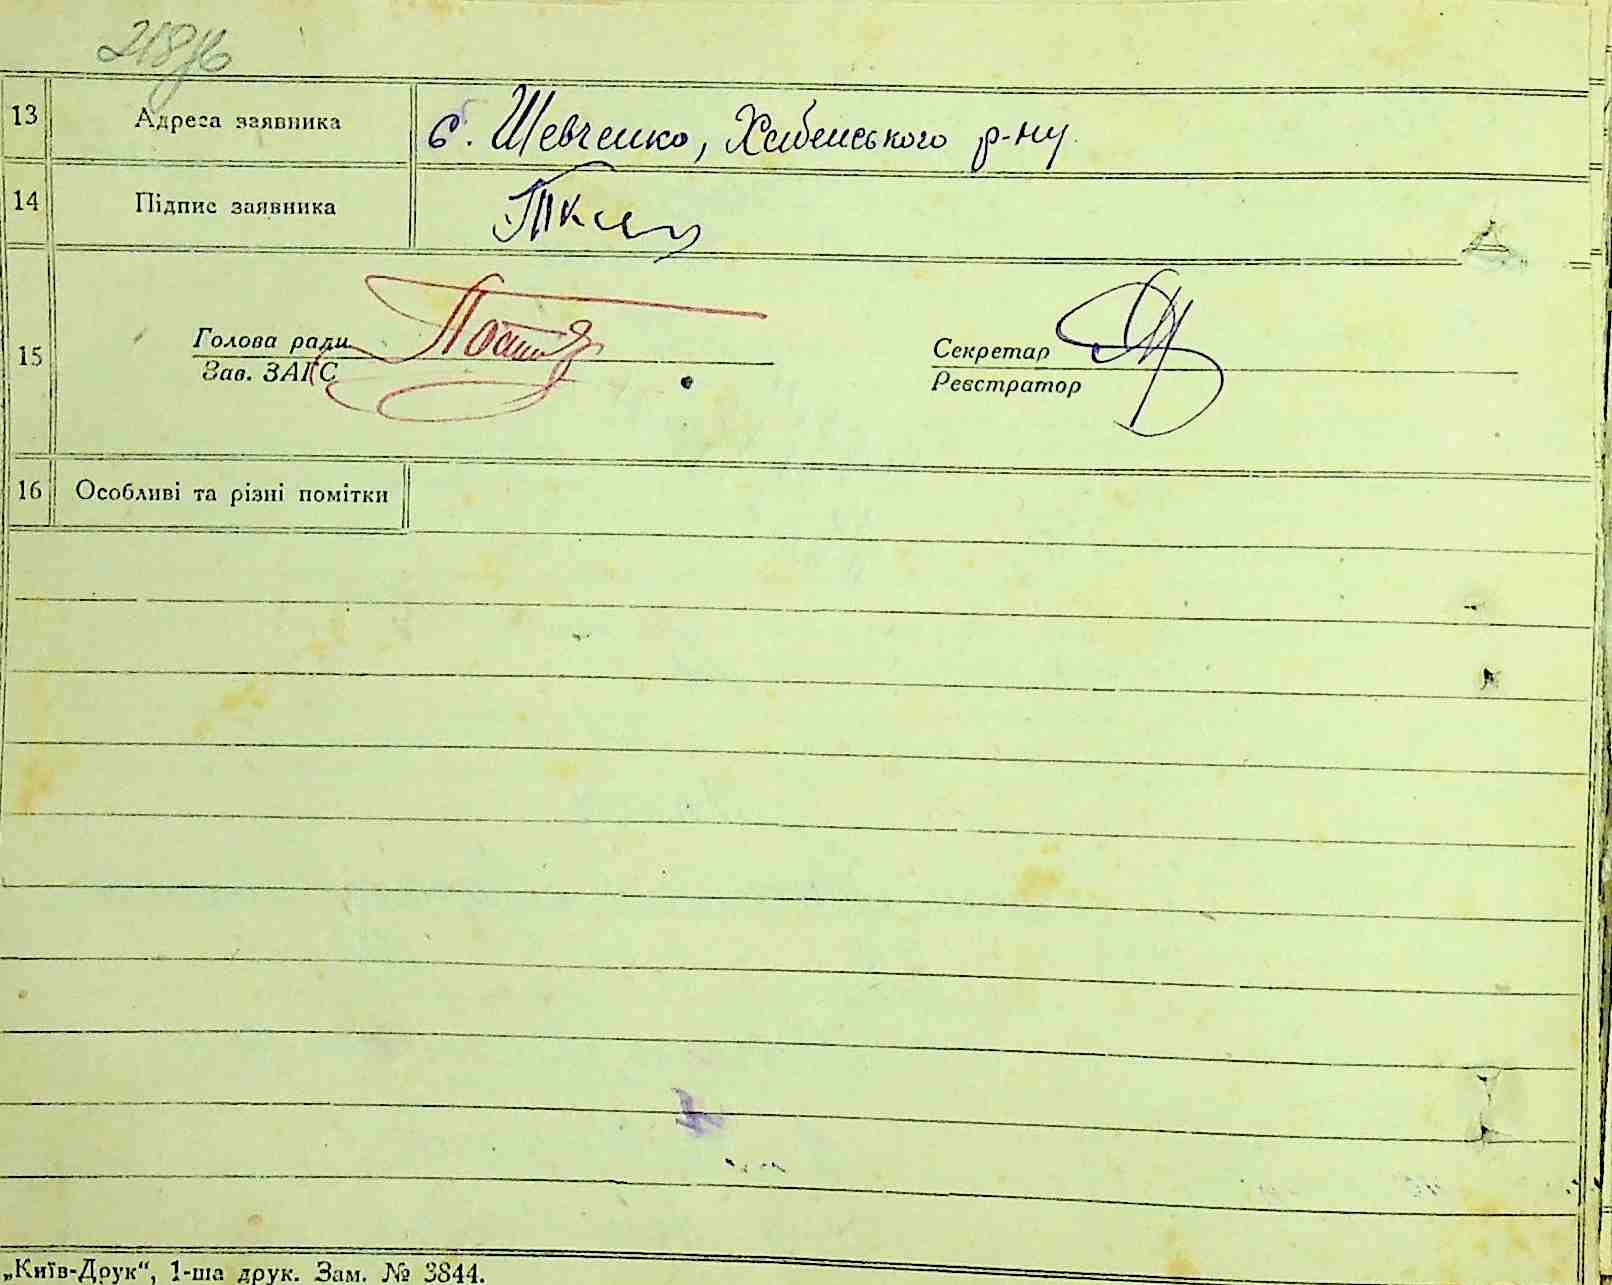 218
13 Адреса заявника с. Шевченко, Хабенського р-ну
14 Підпис заявника
15 Голова ради Секретар
Зав. ЗАГС Реєстратор
16 Особливі та різні помітки
„Київ-Друк“, 1-ша друк. Зам. № 3844.